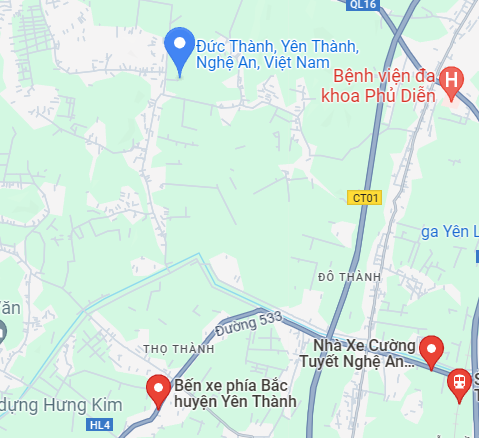 QL16
Đức Thành, Yên Thành,
Nghệ An, Việt Nam
Bệnh viện đa
khoa Phủ Diễn
H
CT01
ga Yên L
ĐÔ THÀNH
Văn
Đường 533
THỌ THÀNH
Nhà Xe Cường
Tuyết Nghệ An...
Bến xe phía Bắc
huyện Yên Thành
S
T
dựng Hưng Kim
HL4